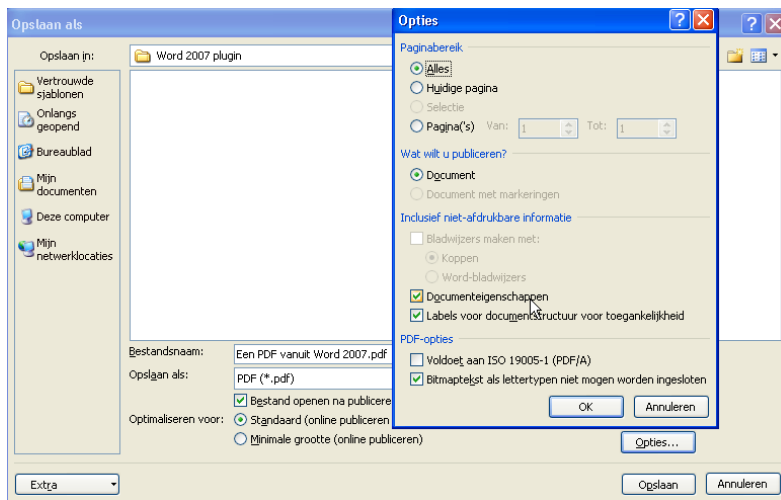 Opslaan als
Opslaan in:
Word 2007 plugin
Vertrouwde
sjablonen
Onlangs
geopend
Bureaublad
Mijn
documenten
Deze computer
Mijn
netwerklocaties
Bestandsnaam:
Een PDF vanuit Word 2007.pdf
Opslaan als:
PDF (*.pdf)
Bestand openen na publicere
Optimaliseren voor:
Standaard (online publiceren
Minimale grootte (online publiceren)
Opties...
Extra
Opslaan
Annuleren
Opties
Paginabereik
Alles
Huidige pagina
Selectie
Pagina('s) Van: 1 Tot: 1
Wat wilt u publiceren?
Document
Document met markeringen
Inclusief niet-afdrukbare informatie
Bladwijzers maken met:
Koppen
Word-bladwijzers
Documenteigenschappen
Labels voor documentstructuur voor toegankelijkheid
PDF-opties
Voldoet aan ISO 19005-1 (PDF/A)
Bitmaptekst als lettertypen niet mogen worden ingesloten
OK
Annuleren